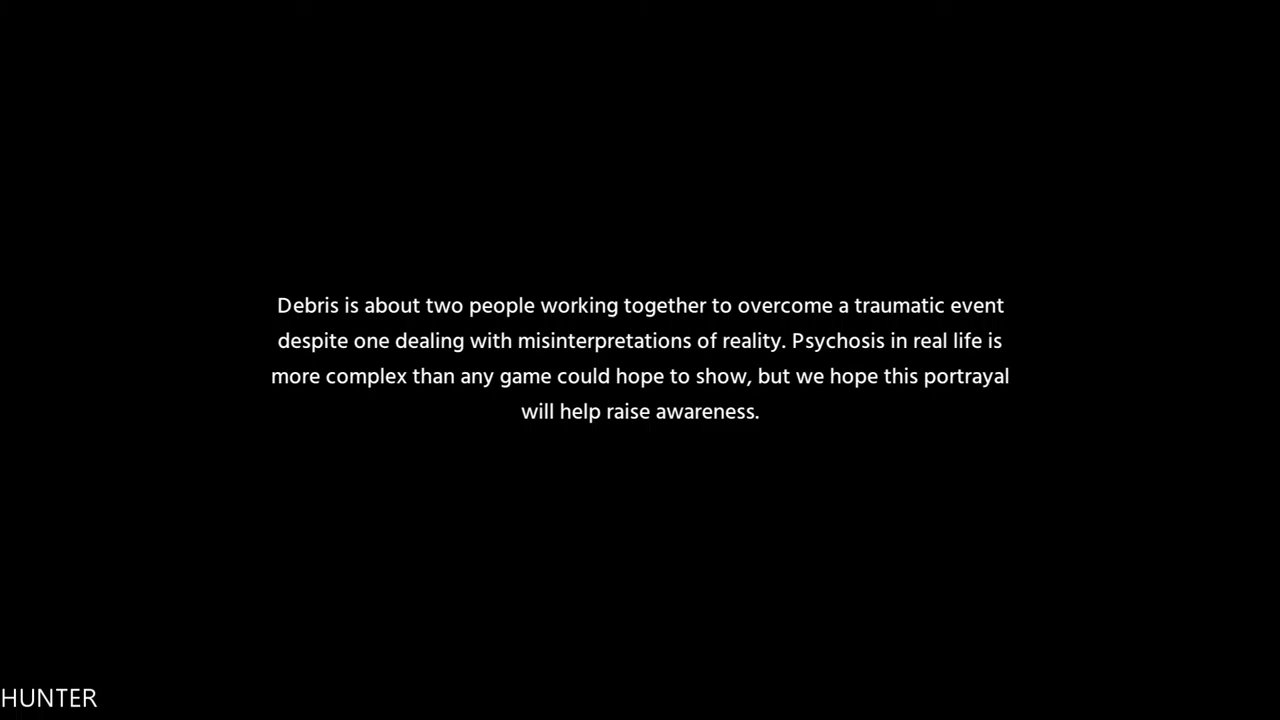 Debris is about two people working together to overcome a traumatic event
despite one dealing with misinterpretations of reality. Psychosis in real life is
more complex than any game could hope to show, but we hope this portrayal
will help raise awareness.
HUNTER